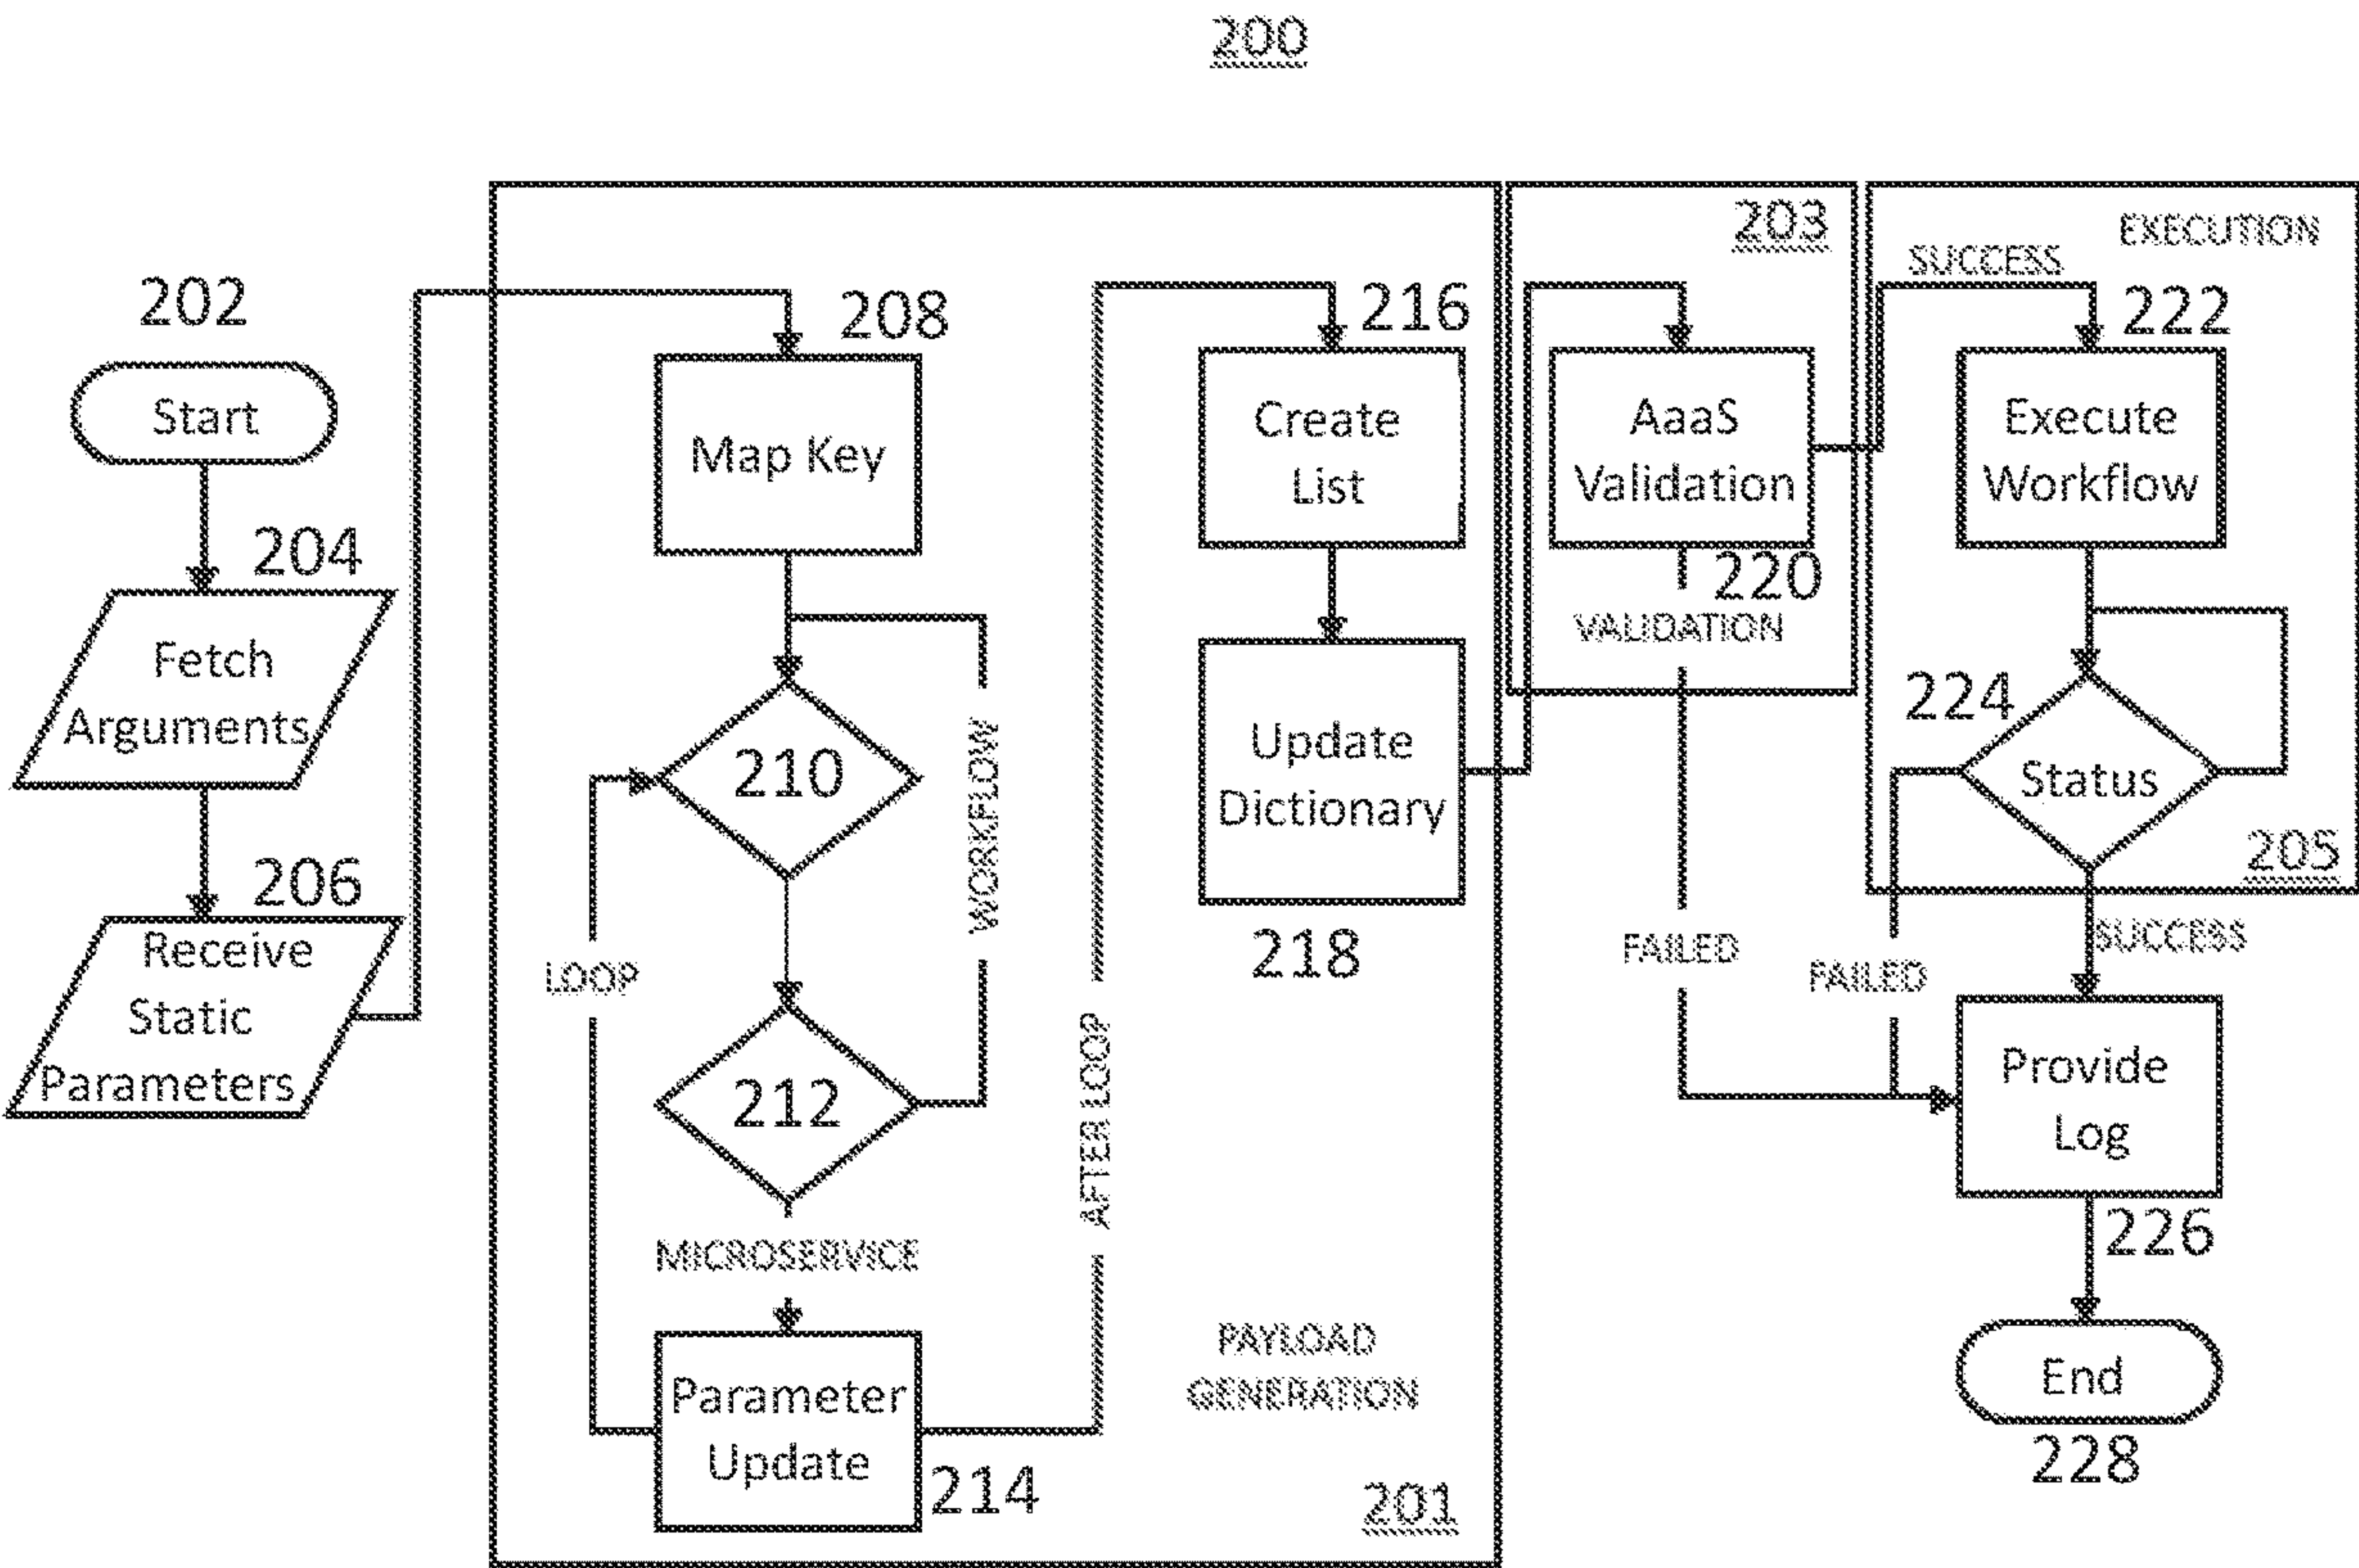 200
202
Start
204
Fetch
Arguments
206
Receive
Static
Parameters
208
Map Key
210
212
WORKFLOW
LOOP
MICROSERVICE
Parameter
Update
214
AFTER LOOP
216
Create
List
Update
Dictionary
218
PAYLOAD
GENERATION
201
203
AaaS
Validation
220
VALIDATION
FAILED
EXECUTION
SUCCESS
222
Execute
Workflow
224
Status
205
FAILED
SUCCESS
Provide
Log
226
End
228